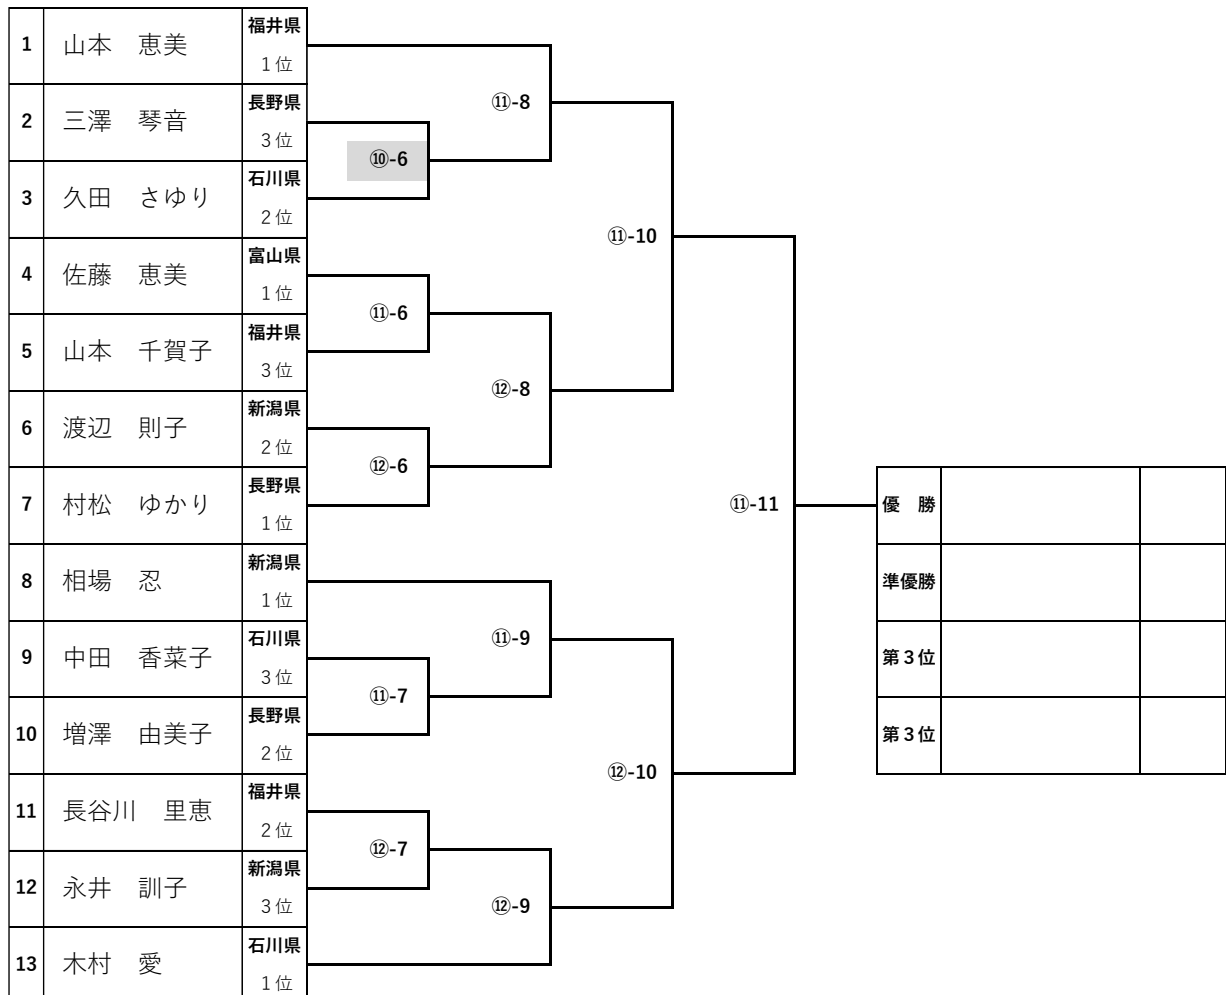 福井県
1 山本　恵美
1位
長野県
2 三澤　琴音
3位
石川県
3 久田　さゆり
2位
富山県
4 佐藤　恵美
1位
福井県
5 山本　千賀子
3位
新潟県
6 渡辺　則子
2位
長野県
7 村松　ゆかり
1位
新潟県
8 相場　忍
1位
石川県
9 中田　香菜子
3位
長野県
10 増澤　由美子
2位
福井県
11 長谷川　里恵
2位
新潟県
12 永井　訓子
3位
石川県
13 木村　愛
1位
⑩-6
⑪-6
⑫-6
⑪-7
⑫-7
⑪-8
⑫-8
⑪-9
⑫-9
⑪-10
⑫-10
⑪-11
優　勝
準優勝
第３位
第３位